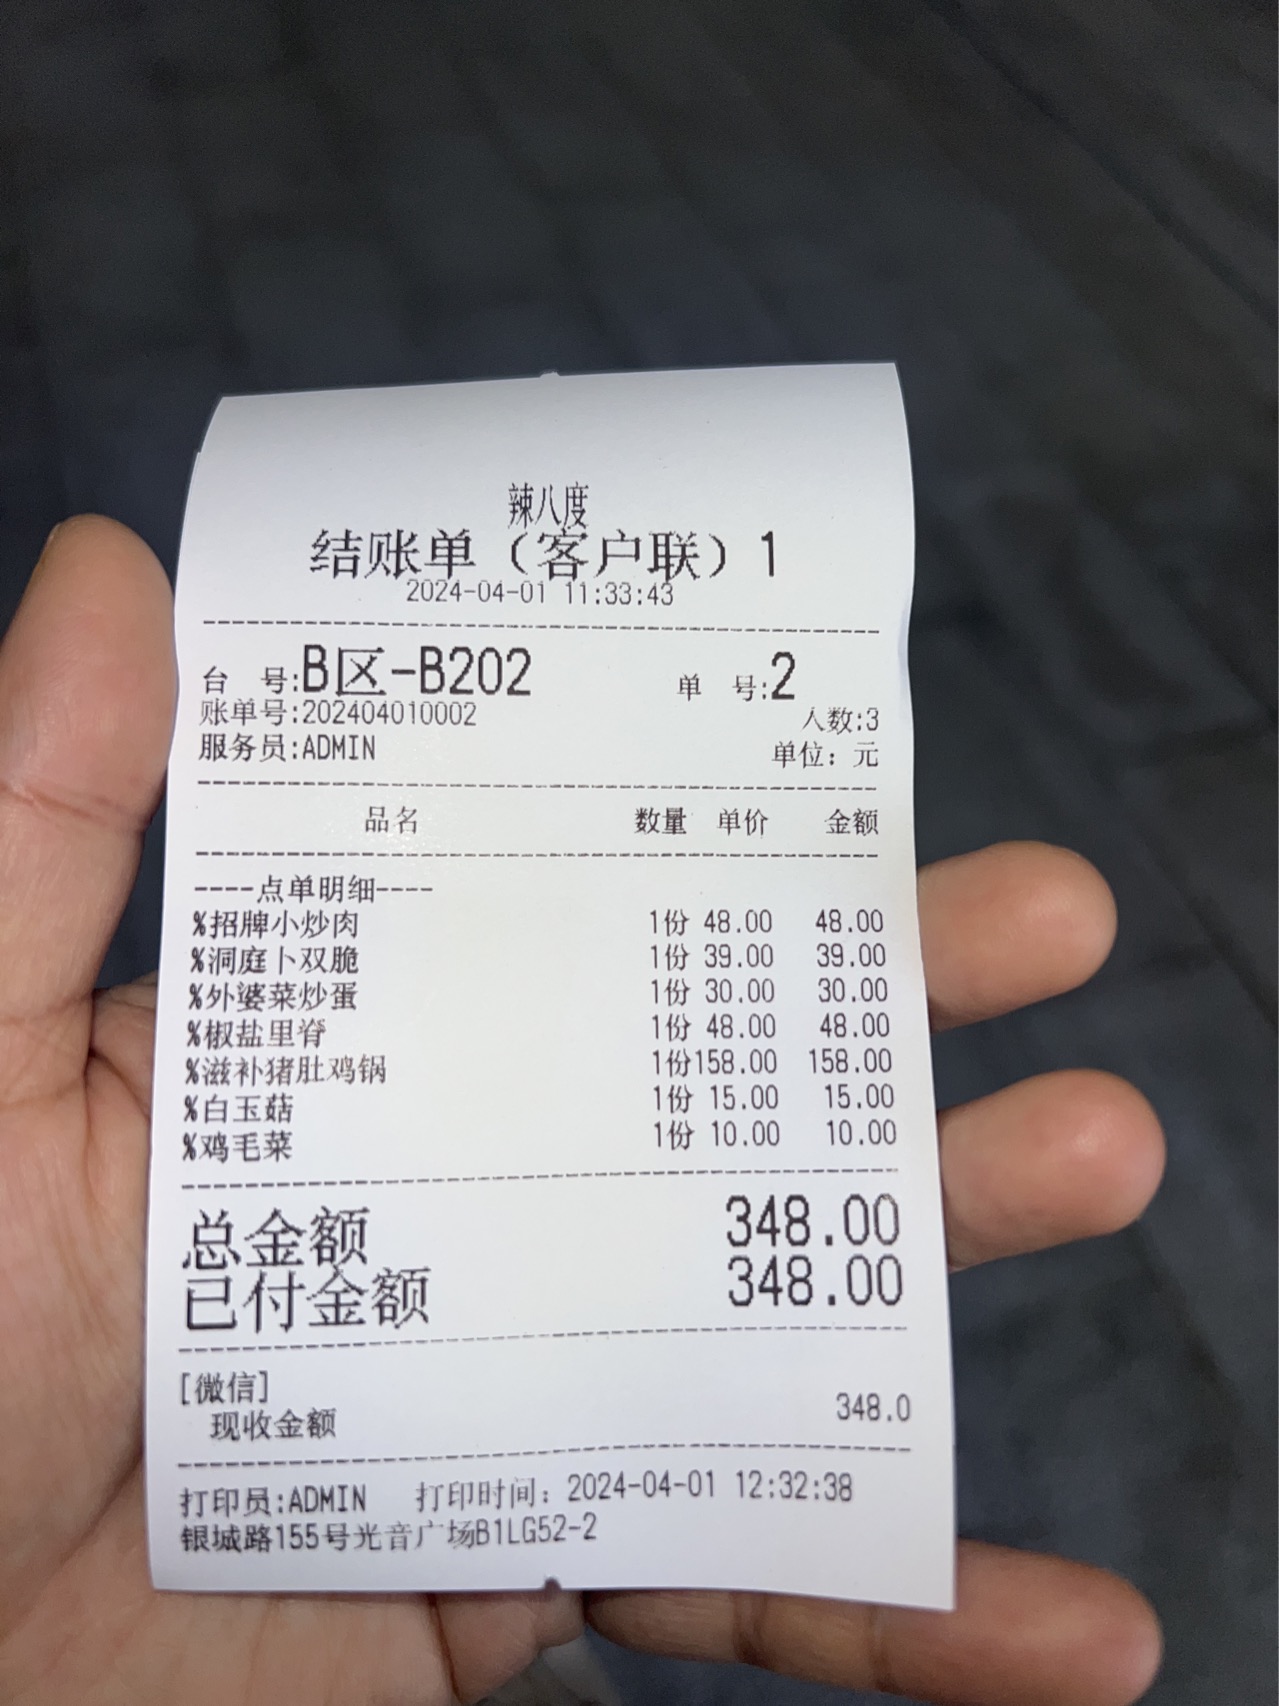 辣八度
结账单（客户联）1
2024-04-01 11:33:43
台 号:B区-B202 单 号:2
账单号:202404010002 人数:3
服务员:ADMIN 单位：元
品名 数量 单价 金额
----点单明细----
%招牌小炒肉 1份 48.00 48.00
%洞庭卜双脆 1份 39.00 39.00
%外婆菜炒蛋 1份 30.00 30.00
%椒盐里脊 1份 48.00 48.00
%滋补猪肚鸡锅 1份158.00 158.00
%白玉菇 1份 15.00 15.00
%鸡毛菜 1份 10.00 10.00
总金额 348.00
已付金额 348.00
[微信]
现收金额 348.0
打印员:ADMIN 打印时间：2024-04-01 12:32:38
银城路155号光音广场B1LG52-2